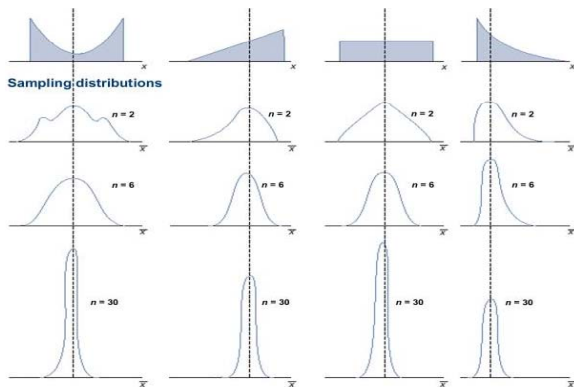 x x x x
Sampling distributions
n = 2 n = 2 n = 2 n = 2
x̅ x̅ x̅ x̅
n = 6 n = 6 n = 6 n = 6
x̅ x̅ x̅ x̅
n = 30 n = 30 n = 30 n = 30
x̅ x̅ x̅ x̅